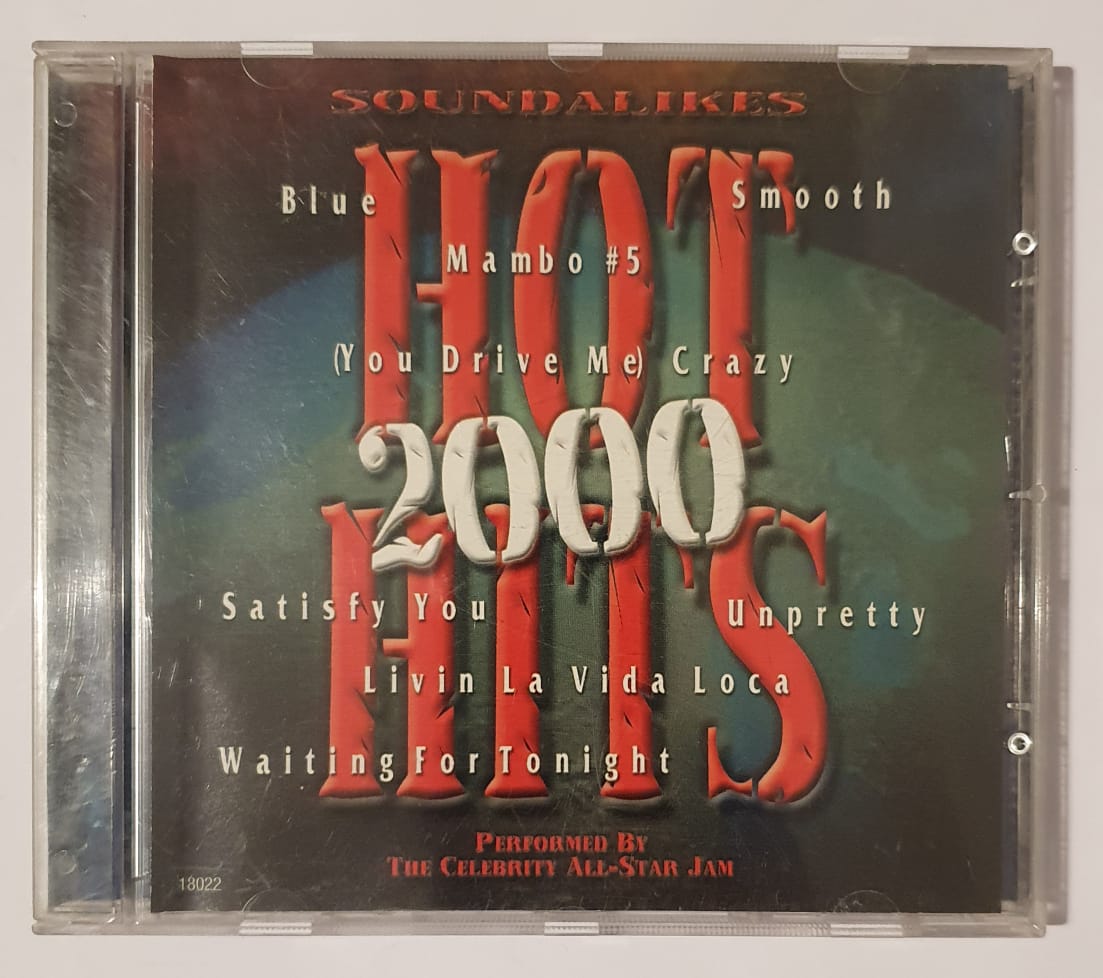 SOUNDALIKES
HOT
Blue Smooth
Mambo #5
(You Drive Me) Crazy
2000
HITS
Satisfy You Unpretty
Livin La Vida Loca
Waiting For Tonight
PERFORMED BY
THE CELEBRITY ALL-STAR JAM
18022